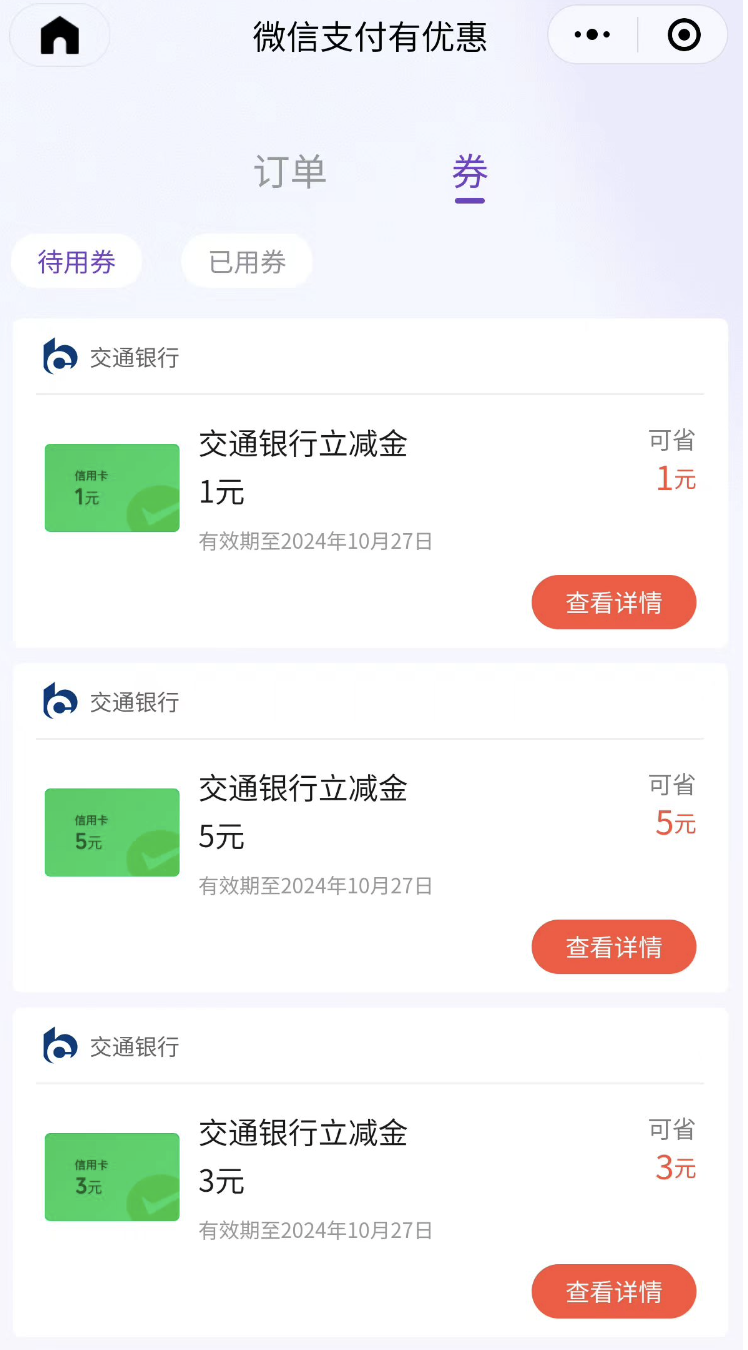 微信支付有优惠
订单
券
待用券
已用券
交通银行
信用卡
1元
交通银行立减金
1元
有效期至2024年10月27日
可省
1元
查看详情
交通银行
信用卡
5元
交通银行立减金
5元
有效期至2024年10月27日
可省
5元
查看详情
交通银行
信用卡
3元
交通银行立减金
3元
有效期至2024年10月27日
可省
3元
查看详情